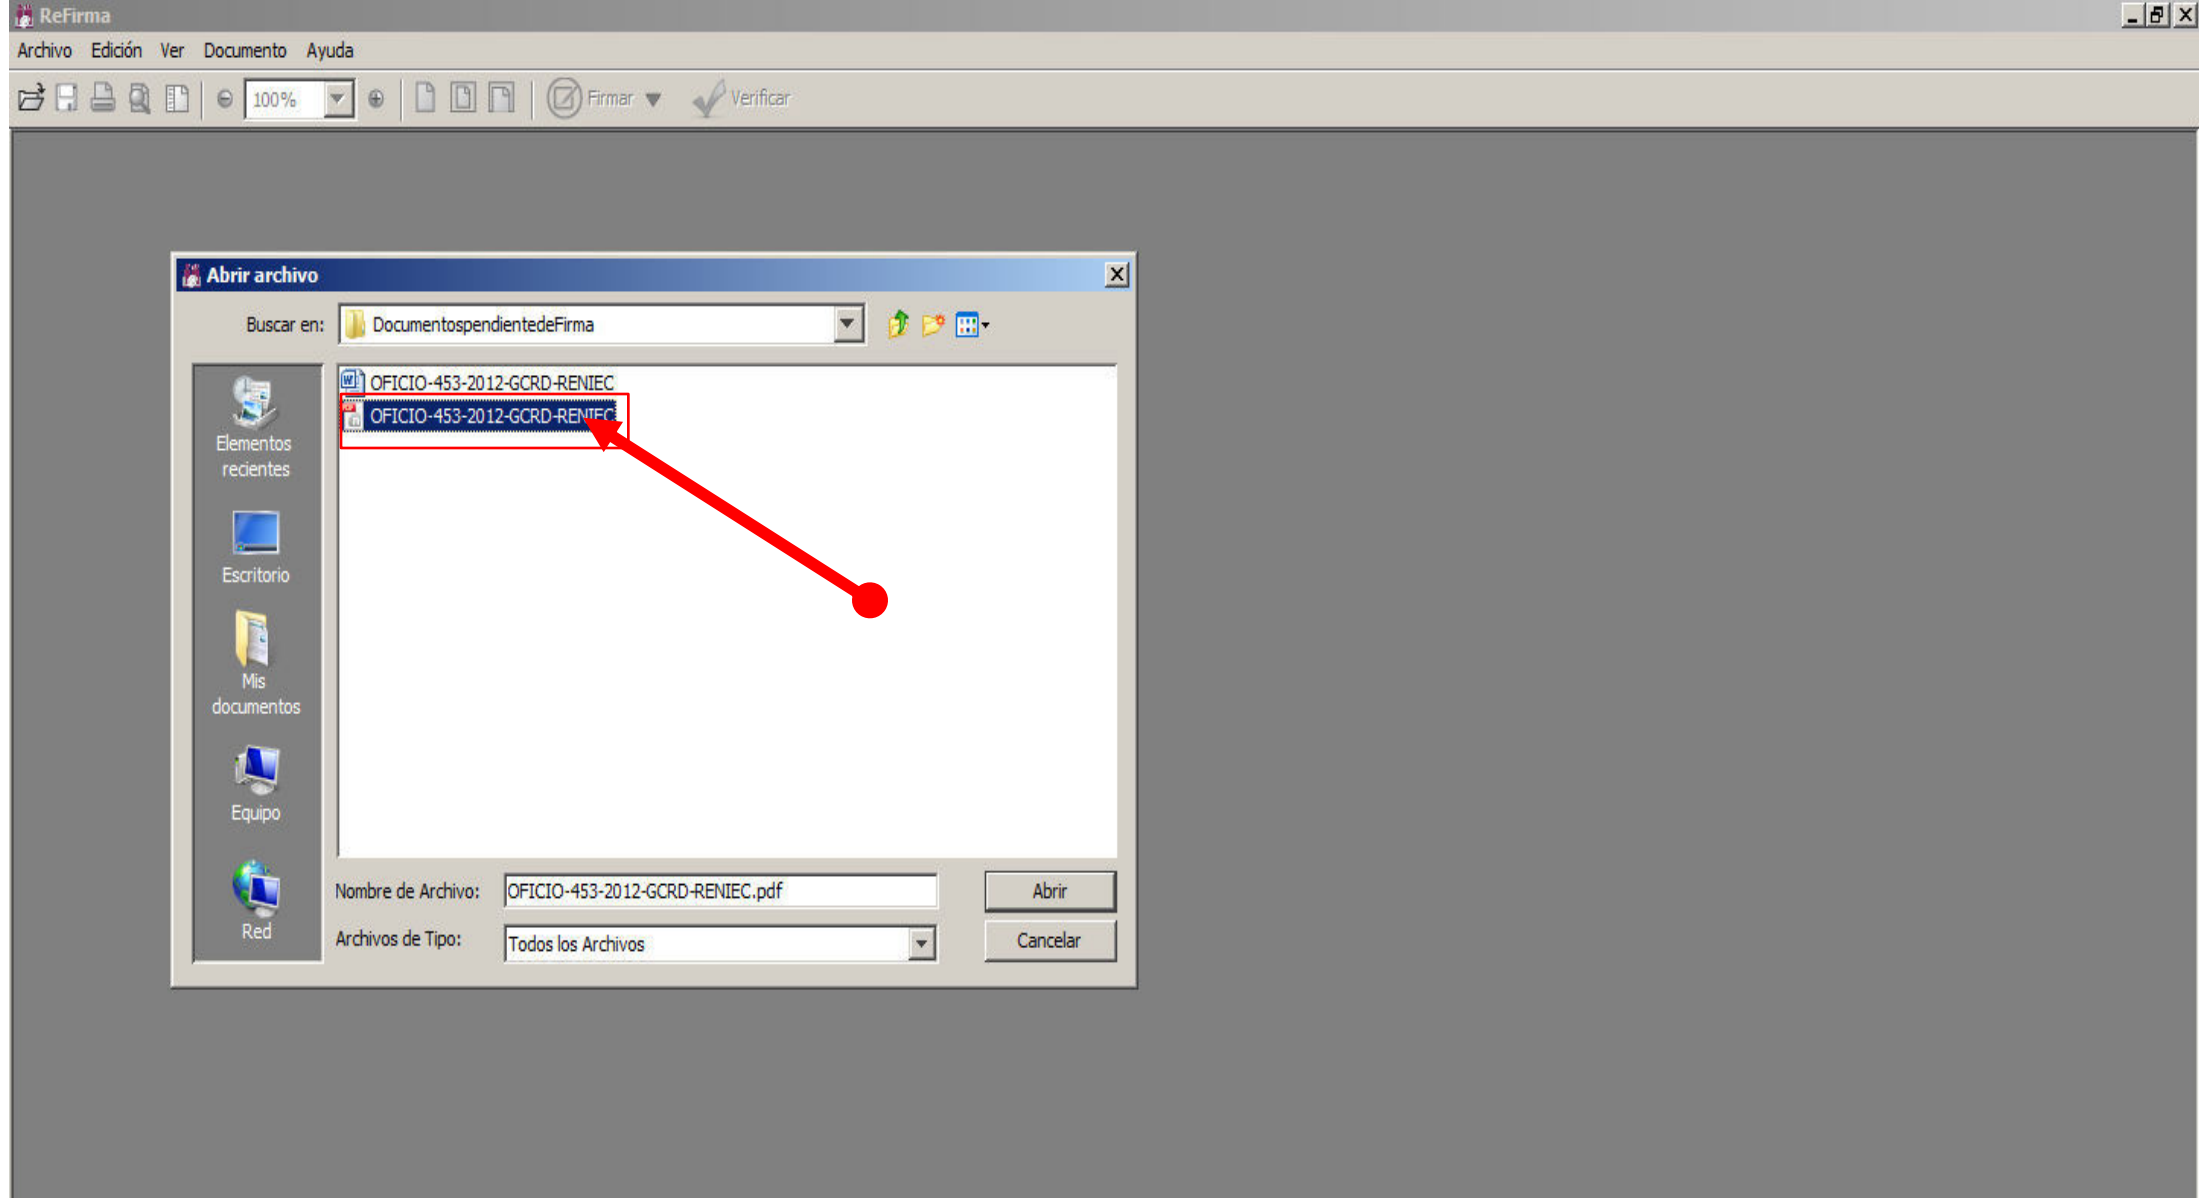 ReFirma
Archivo Edición Ver Documento Ayuda
100% Firmar Verificar
Abrir archivo
Buscar en: DocumentospendientedeFirma
OFICIO-453-2012-GCRD-RENIEC
OFICIO-453-2012-GCRD-RENIEC
Elementos
recientes
Escritorio
Mis
documentos
Equipo
Red
Nombre de Archivo: OFICIO-453-2012-GCRD-RENIEC.pdf Abrir
Archivos de Tipo: Todos los Archivos Cancelar